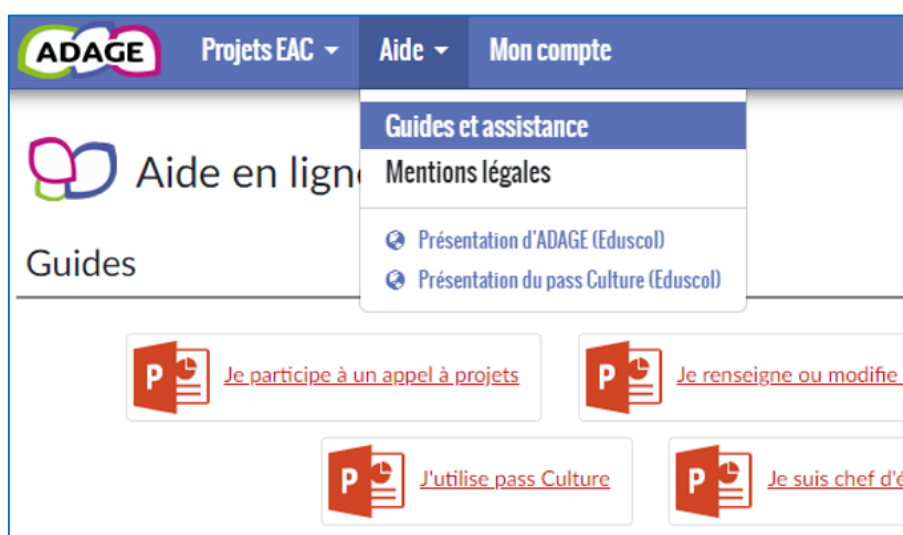 ADAGE Projets EAC Aide Mon compte
Guides et assistance
Aide en lign
Mentions légales
Présentation d'ADAGE (Eduscol)
Guides
Présentation du pass Culture (Eduscol)
Je participe à un appel à projets
Je renseigne ou modifie
J'utilise pass Culture
Je suis chef d'é